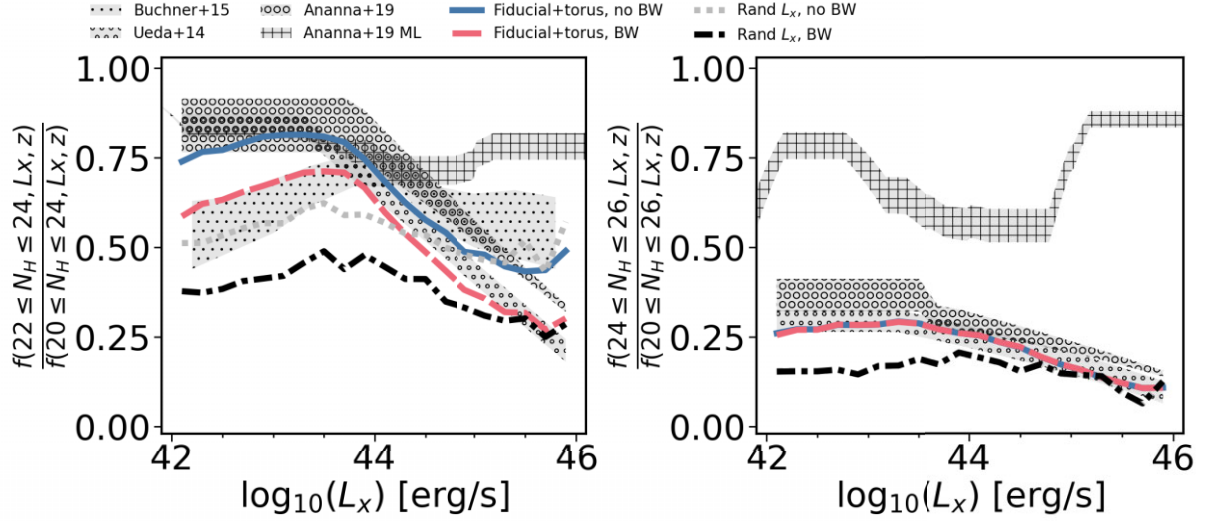 Buchner+15 Ananna+19 Fiducial+torus, no BW Rand Lx, no BW
Ueda+14 Ananna+19 ML Fiducial+torus, BW Rand Lx, BW
f(22 ≤ NH ≤ 24, Lx, z)
f(20 ≤ NH ≤ 24, Lx, z)
1.00
0.75
0.50
0.25
0.00
42 44 46
log10(Lx) [erg/s]
f(24 ≤ NH ≤ 26, Lx, z)
f(20 ≤ NH ≤ 26, Lx, z)
1.00
0.75
0.50
0.25
0.00
42 44 46
log10(Lx) [erg/s]